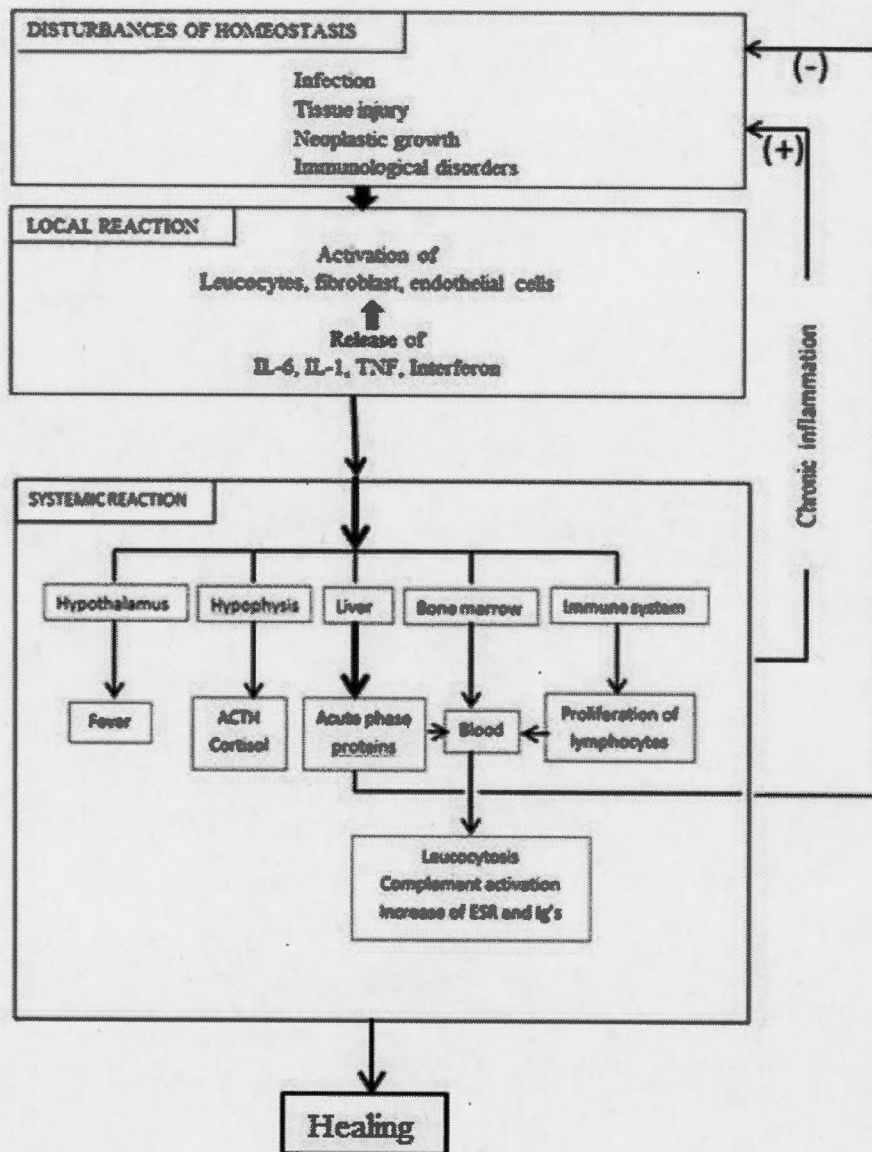 DISTURBANCES OF HOMEOSTASIS
Infection
Tissue injury
Neoplastic growth
Immunological disorders
(-)
(+)
LOCAL REACTION
Activation of
Leucocytes, fibroblast, endothelial cells
Release of
IL-6, IL-1, TNF, Interferon
Chronic inflammation
SYSTEMIC REACTION
Hypothalamus
Hypophysis
Liver
Bone marrow
Immune system
Fever
ACTH
Cortisol
Acute phase
proteins
Blood
Proliferation of
lymphocytes
Leucocytosis
Complement activation
Increase of ESR and Ig's
Healing